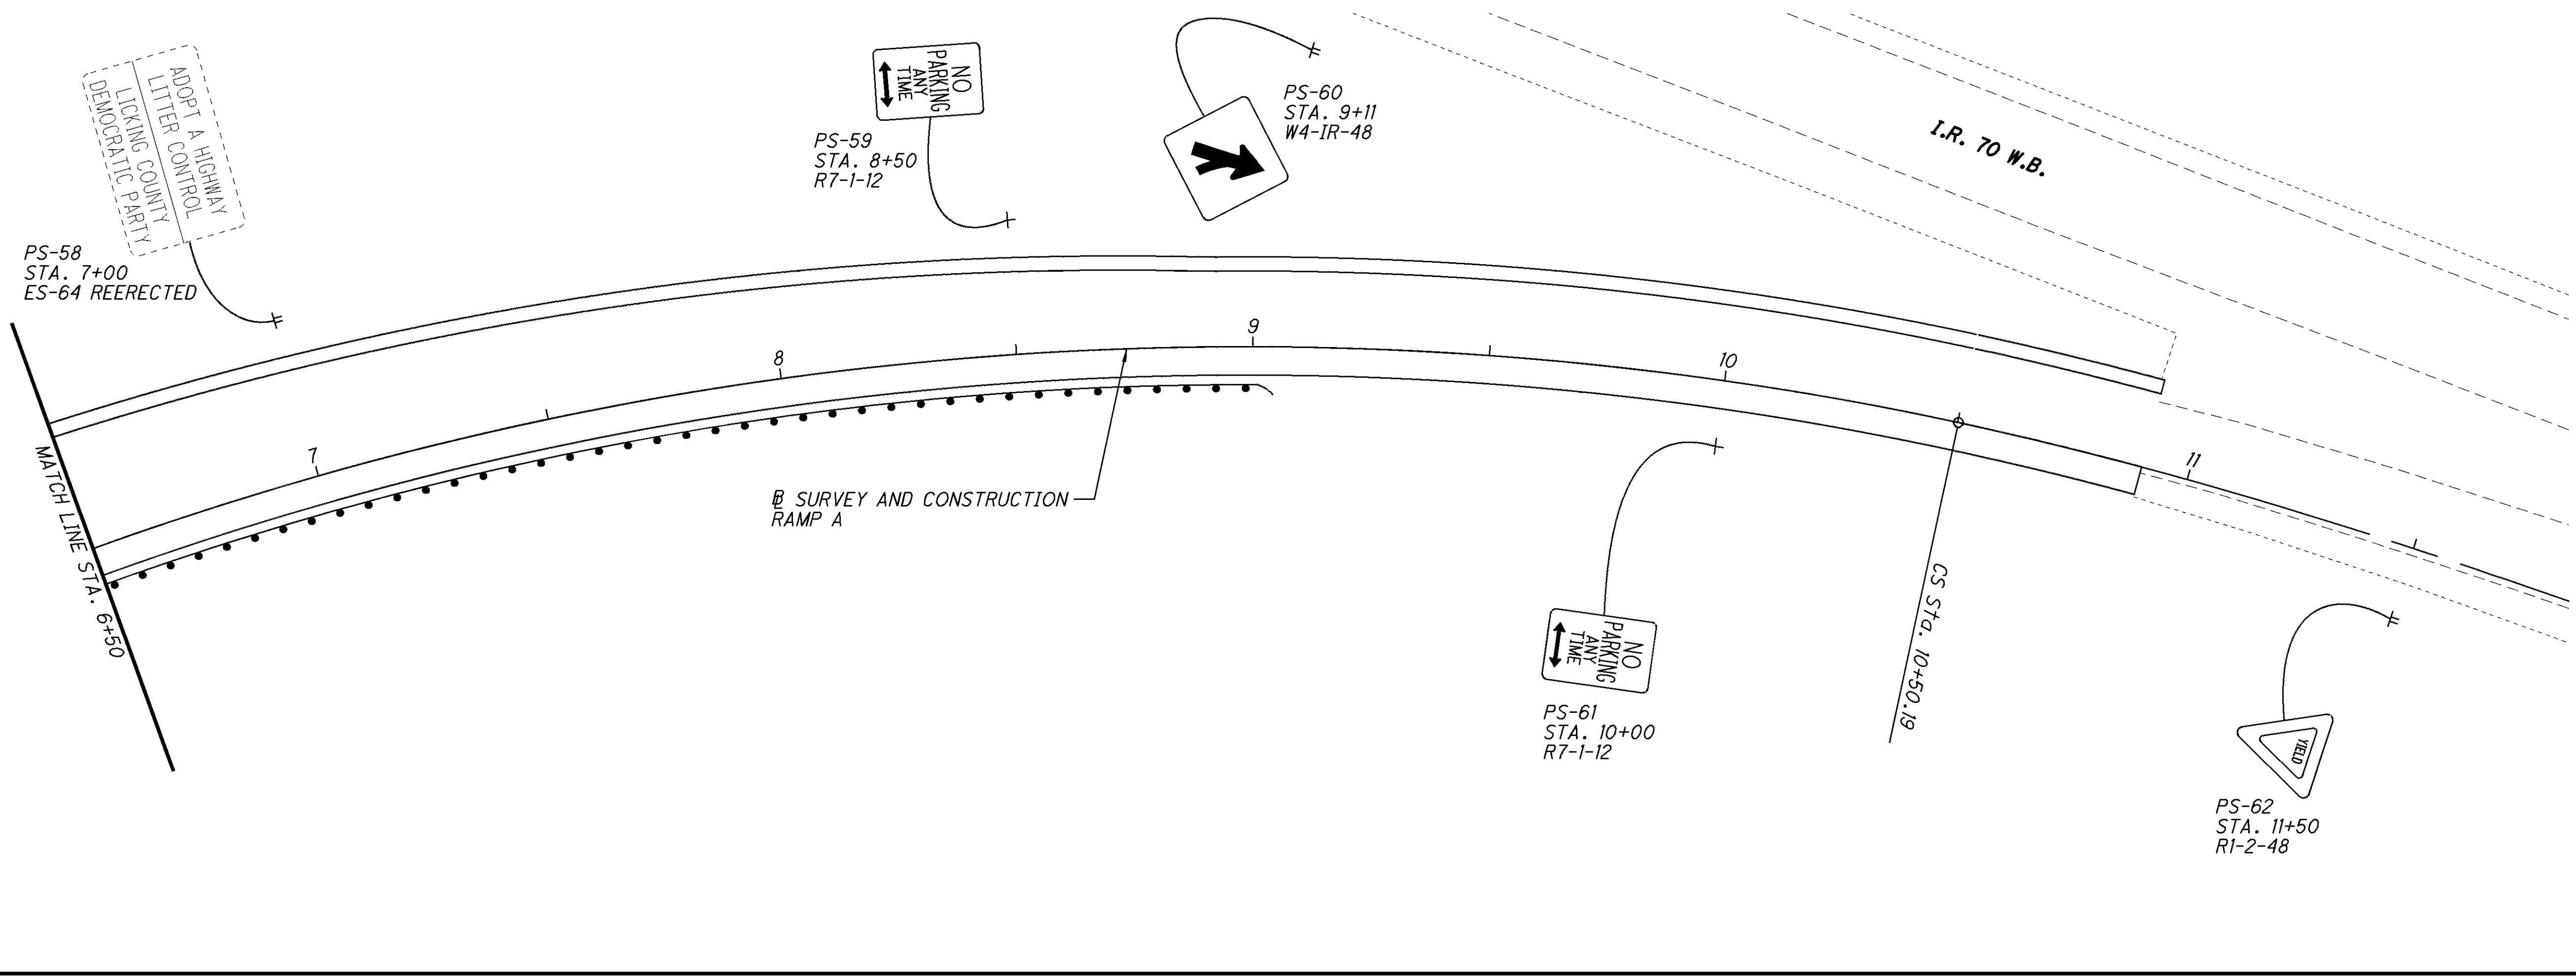 ADOPT A HIGHWAY
LITTER CONTROL
LICKING COUNTY
DEMOCRATIC PARTY
PS-58
STA. 7+00
ES-64 REERECTED
NO
PARKING
ANY
TIME
PS-59
STA. 8+50
R7-1-12
PS-60
STA. 9+11
W4-IR-48
I.R. 70 W.B.
MATCH LINE STA. 6+50
7
8
9
10
11
SURVEY AND CONSTRUCTION
RAMP A
NO
PARKING
ANY
TIME
PS-61
STA. 10+00
R7-1-12
CS Sta. 10+50.19
YIELD
PS-62
STA. 11+50
R1-2-48